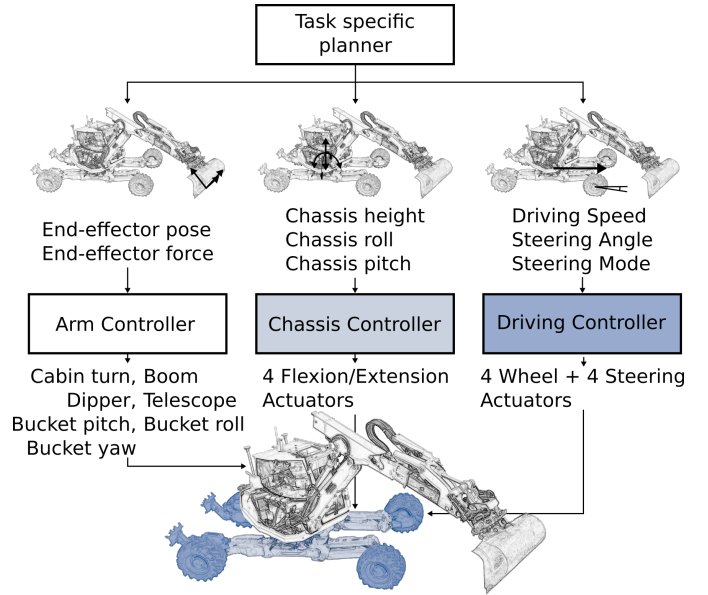 Task specific
planner
End-effector pose
End-effector force
Chassis height
Chassis roll
Chassis pitch
Driving Speed
Steering Angle
Steering Mode
Arm Controller
Chassis Controller
Driving Controller
Cabin turn, Boom
Dipper, Telescope
Bucket pitch, Bucket roll
Bucket yaw
4 Flexion/Extension
Actuators
4 Wheel + 4 Steering
Actuators